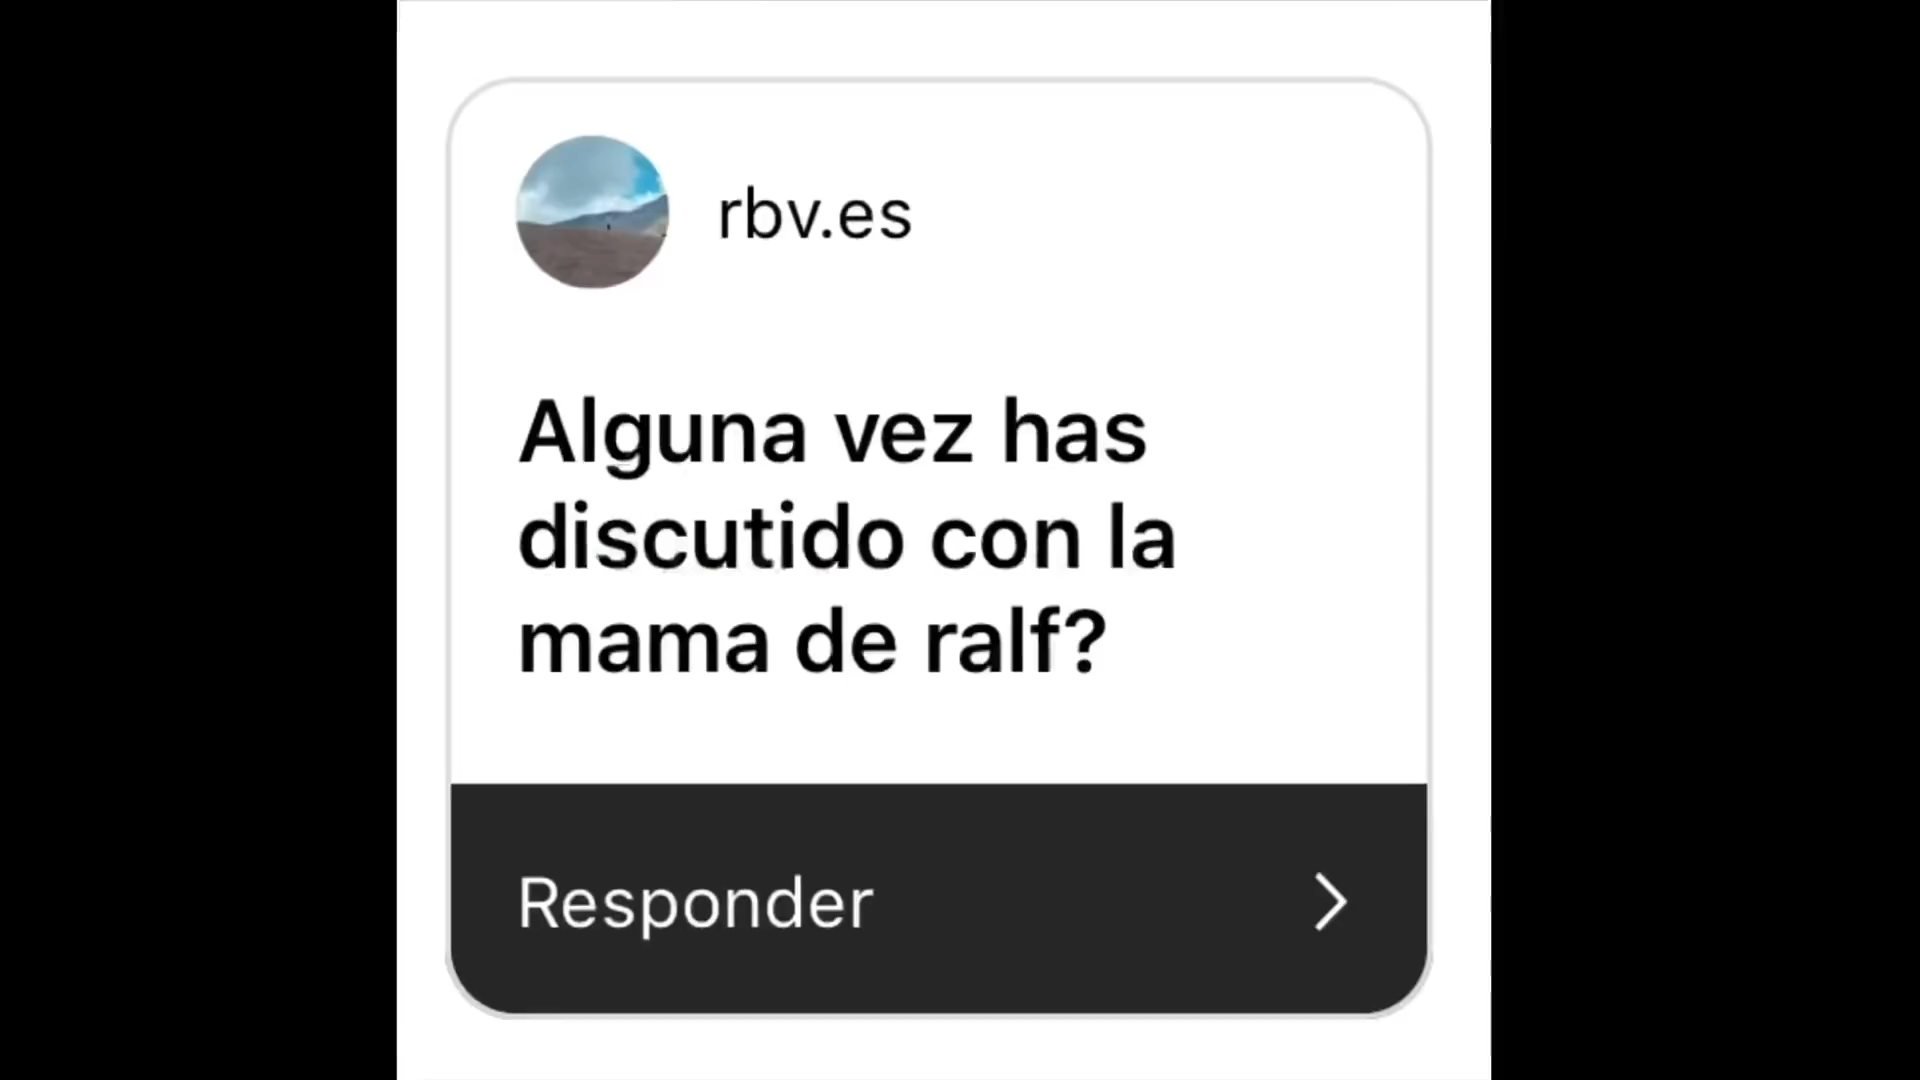 rbv.es
Alguna vez has
discutido con la
mama de ralf?
Responder